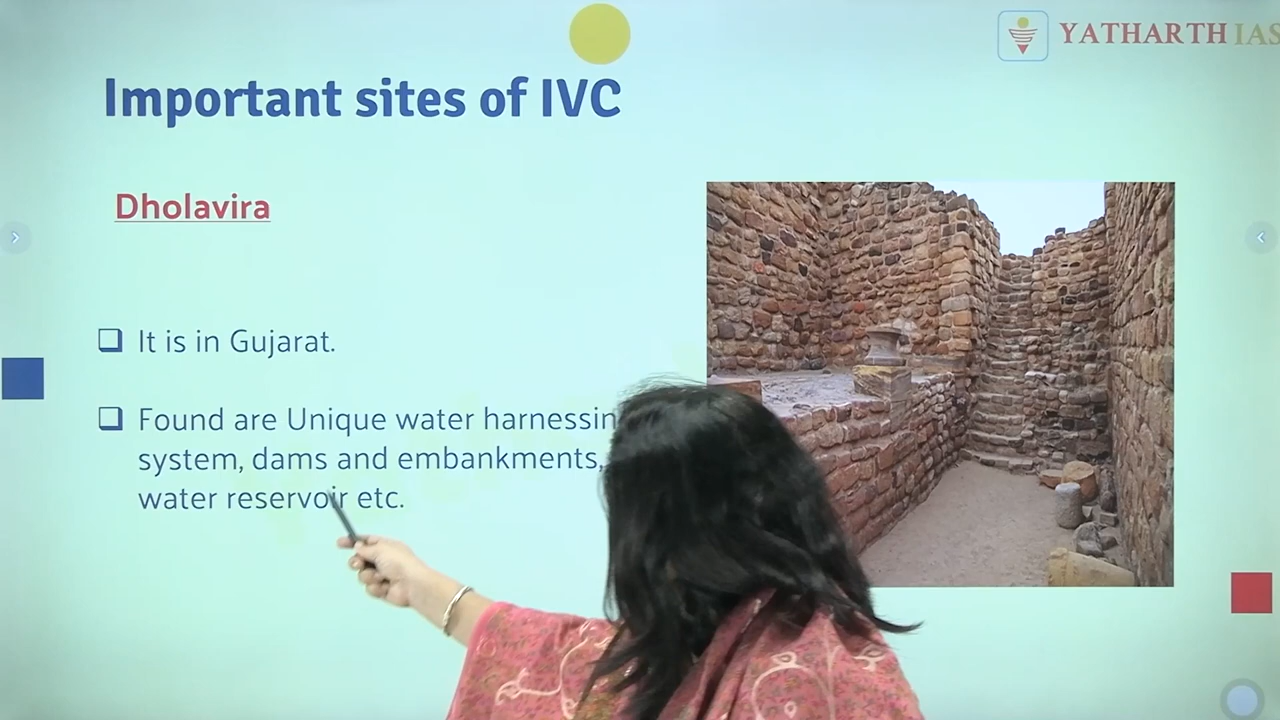 YATHARTH IAS
Important sites of IVC
Dholavira
It is in Gujarat.
Found are Unique water harnessin
system, dams and embankments,
water reservoir etc.